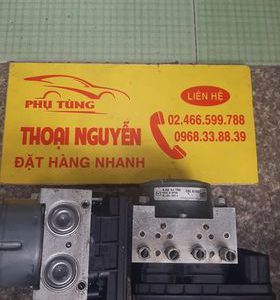 LIÊN HỆ
02.466.599.788
0968.33.88.39
PHỤ TÙNG
THOẠI NGUYỄN
ĐẶT HÀNG NHANH